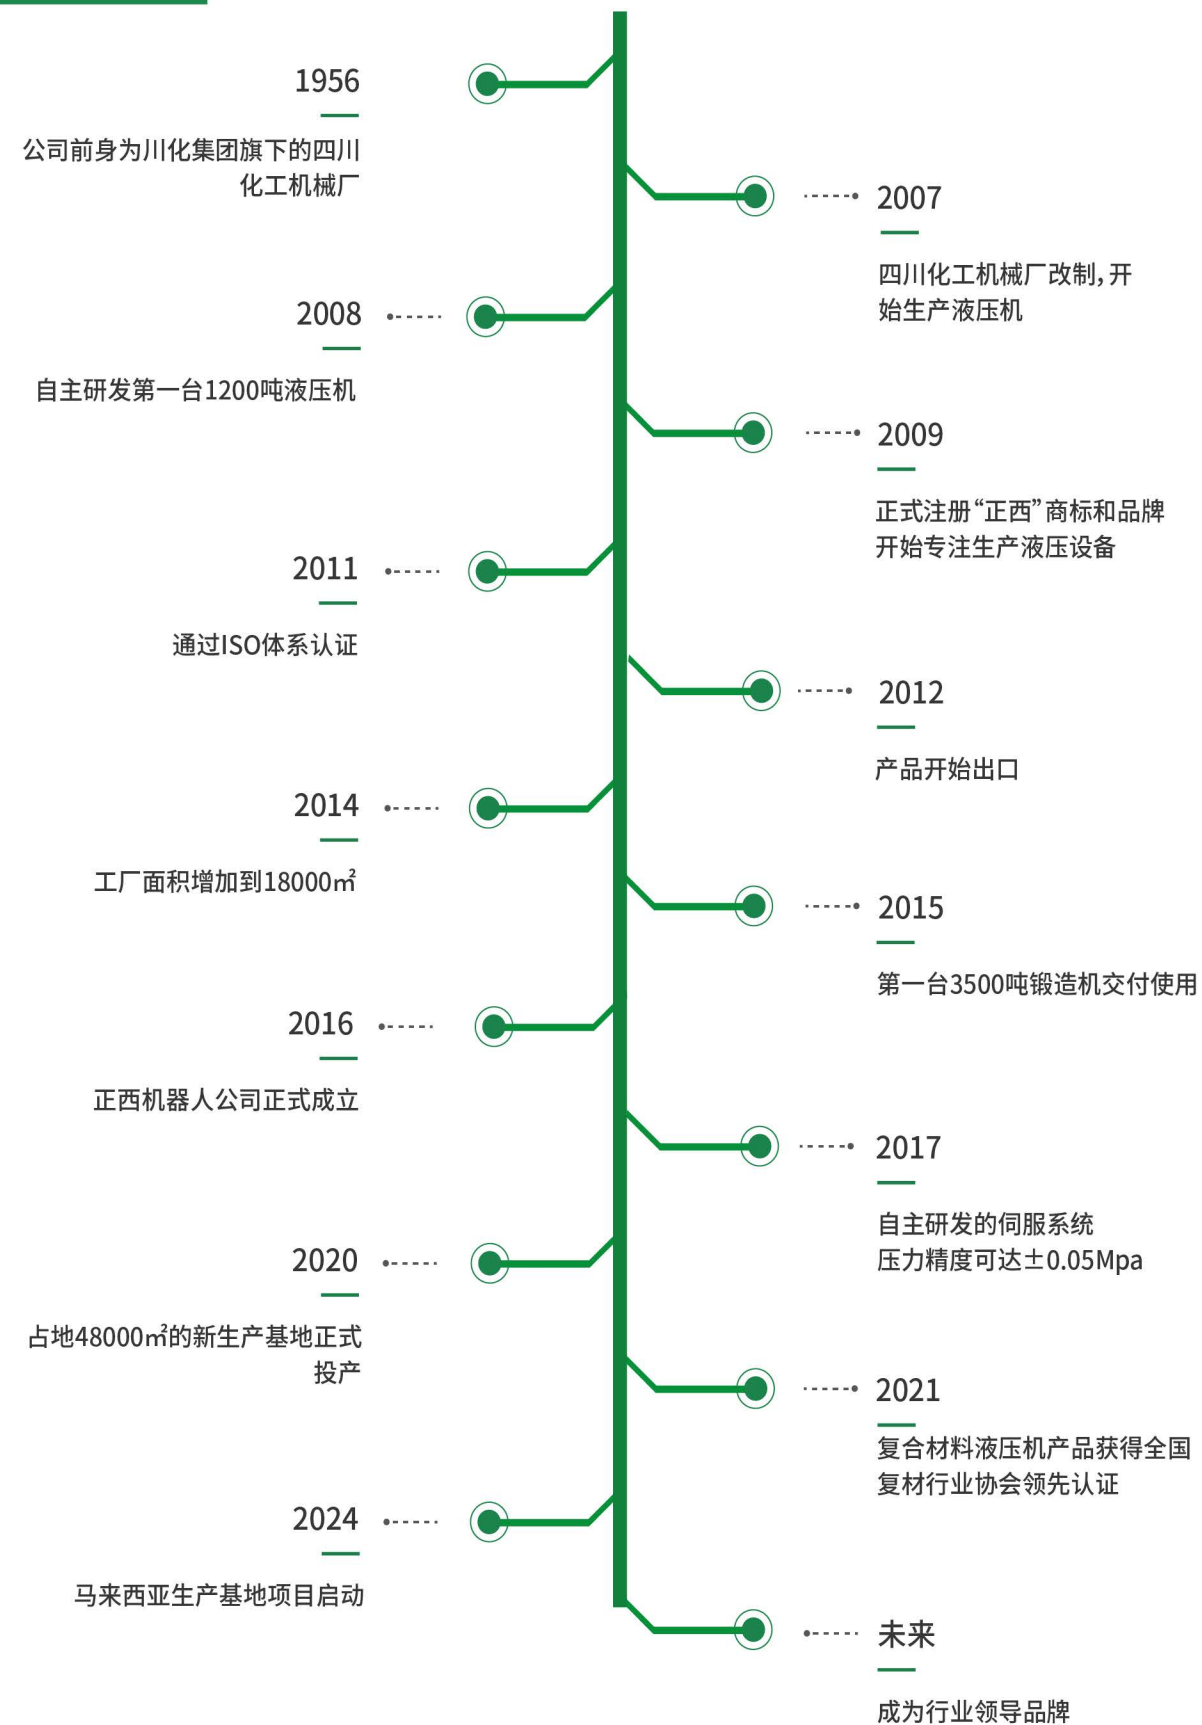 1956
公司前身为川化集团旗下的四川
化工机械厂
2007
四川化工机械厂改制，开
始生产液压机
2008
自主研发第一台1200吨液压机
2009
正式注册“正西”商标和品牌
开始专注生产液压设备
2011
通过ISO体系认证
2012
产品开始出口
2014
工厂面积增加到18000㎡
2015
第一台3500吨锻造机交付使用
2016
正西机器人公司正式成立
2017
自主研发的伺服系统
压力精度可达±0.05Mpa
2020
占地48000㎡的新生产基地正式
投产
2021
复合材料液压机产品获得全国
复材行业协会领先认证
2024
马来西亚生产基地项目启动
未来
成为行业领导品牌